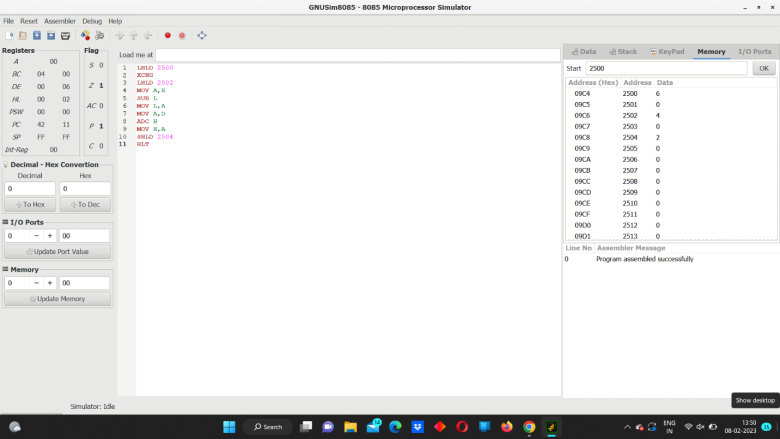 GNUSim8085 - 8085 Microprocessor Simulator
File Reset Assembler Debug Help
Registers
A 00
BC 04 00
DE 00 06
HL 00 02
PSW 00 00
PC 42 11
SP FF FF
Int-Reg 00
Flag
S 0
Z 1
AC 0
P 1
C 0
Decimal - Hex Convertion
Decimal Hex
0 0
To Hex To Dec
I/O Ports
0 - + 00
Update Port Value
Memory
0 - + 00
Update Memory
Load me at
1 LHLD 2500
2 XCHG
3 LHLD 2502
4 MOV A,E
5 SUB L
6 MOV L,A
7 MOV A,D
8 ADC H
9 MOV H,A
10 SHLD 2504
11 HLT
Data Stack KeyPad Memory I/O Ports
Start 2500 OK
Address (Hex) Address Data
09C4 2500 6
09C5 2501 0
09C6 2502 4
09C7 2503 0
09C8 2504 2
09C9 2505 0
09CA 2506 0
09CB 2507 0
09CC 2508 0
09CD 2509 0
09CE 2510 0
09CF 2511 0
09D0 2512 0
09D1 2513 0
Line No Assembler Message
0 Program assembled successfully
Simulator: Idle
Show desktop
Search
ENG
IN
13:50
08-02-2023